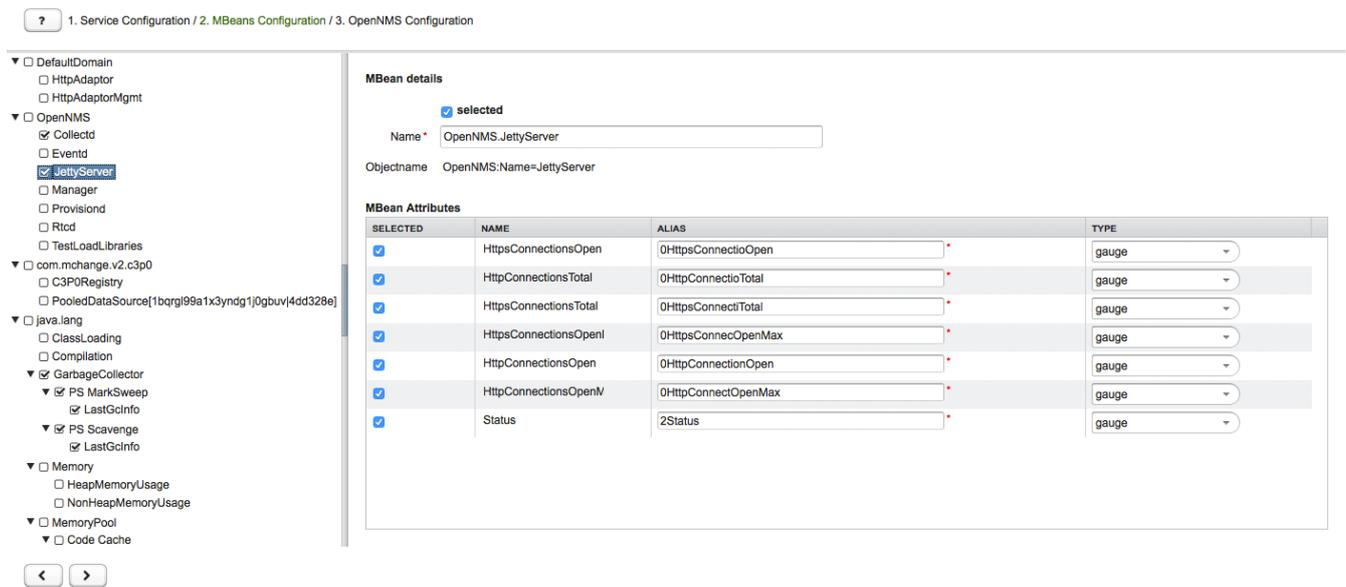 ? 1. Service Configuration / 2. MBeans Configuration / 3. OpenNMS Configuration
DefaultDomain
HttpAdaptor
HttpAdaptorMgmt
OpenNMS
Collectd
Eventd
JettyServer
Manager
Provisiond
Rtcd
TestLoadLibraries
com.mchange.v2.c3p0
C3P0Registry
PooledDataSource[1bqrgl99a1x3yndg1j0gbuv|4dd328e]
java.lang
ClassLoading
Compilation
GarbageCollector
PS MarkSweep
LastGcInfo
PS Scavenge
LastGcInfo
Memory
HeapMemoryUsage
NonHeapMemoryUsage
MemoryPool
Code Cache
MBean details
selected
Name * OpenNMS.JettyServer
Objectname OpenNMS:Name=JettyServer
MBean Attributes
SELECTED NAME ALIAS TYPE
HttpsConnectionsOpen 0HttpsConnectioOpen * gauge
HttpConnectionsTotal 0HttpConnectioTotal * gauge
HttpsConnectionsTotal 0HttpsConnectiTotal * gauge
HttpsConnectionsOpenI 0HttpsConnecOpenMax * gauge
HttpConnectionsOpen 0HttpConnectionOpen * gauge
HttpConnectionsOpenM 0HttpConnectOpenMax * gauge
Status 2Status * gauge